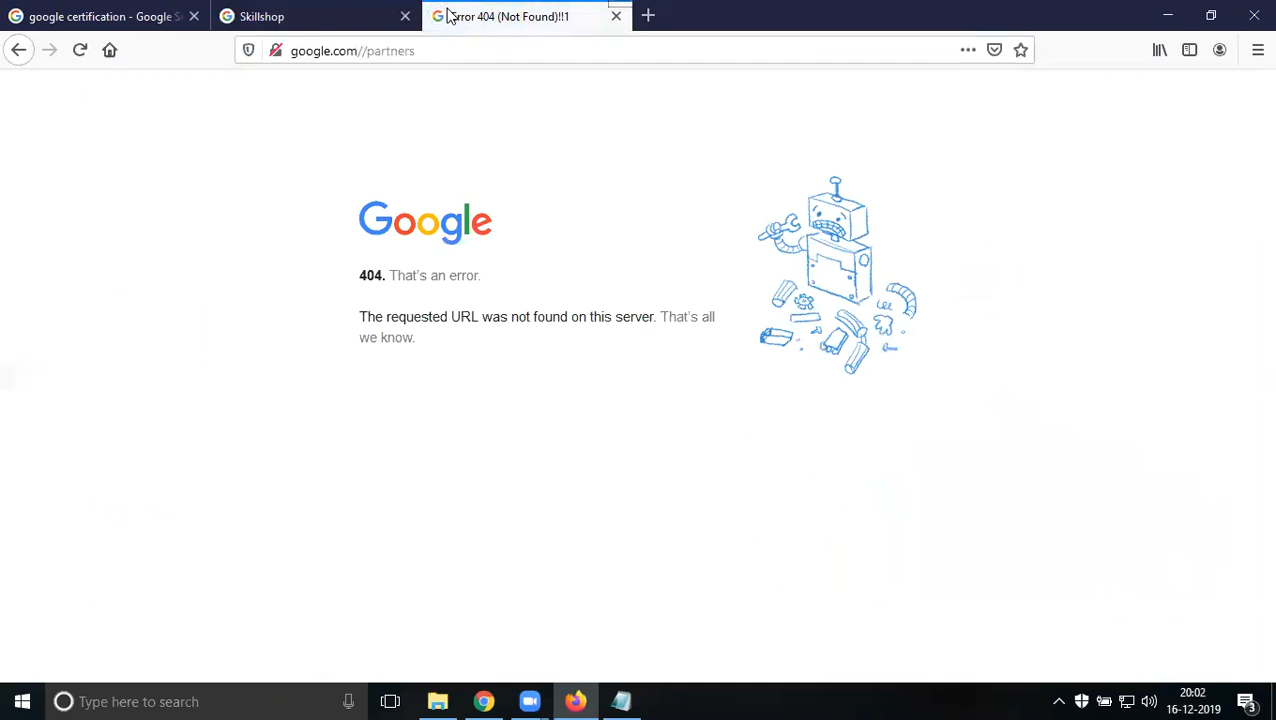 google certification - Google S
Skillshop
Error 404 (Not Found)!!1
google.com//partners
Google
404. That's an error.
The requested URL was not found on this server. That's all
we know.
Type here to search
20:02
16-12-2019
3